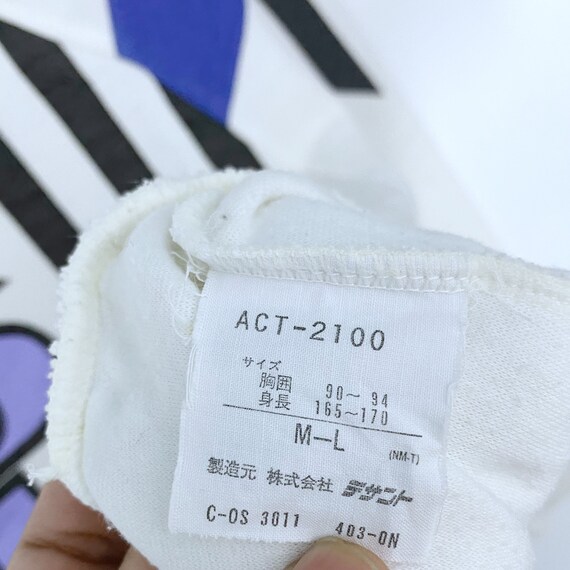 ACT-2100
サイズ
胸囲 90～94
身長 165～170
M-L (NM-T)
製造元 株式会社 デサント
C-OS 3011 403-0N